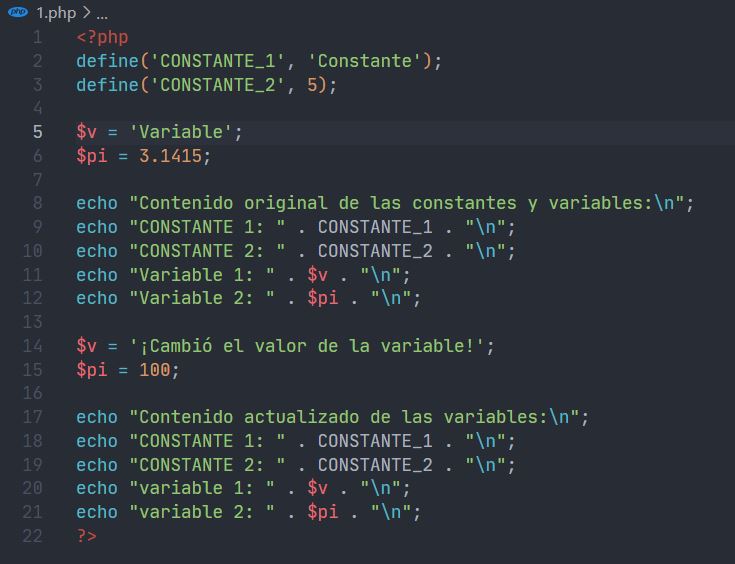 php 1.php > ...
1 <?php
2 define('CONSTANTE_1', 'Constante');
3 define('CONSTANTE_2', 5);
4
5 $v = 'Variable';
6 $pi = 3.1415;
7
8 echo "Contenido original de las constantes y variables:\n";
9 echo "CONSTANTE 1: " . CONSTANTE_1 . "\n";
10 echo "CONSTANTE 2: " . CONSTANTE_2 . "\n";
11 echo "Variable 1: " . $v . "\n";
12 echo "Variable 2: " . $pi . "\n";
13
14 $v = '¡Cambió el valor de la variable!';
15 $pi = 100;
16
17 echo "Contenido actualizado de las variables:\n";
18 echo "CONSTANTE 1: " . CONSTANTE_1 . "\n";
19 echo "CONSTANTE 2: " . CONSTANTE_2 . "\n";
20 echo "variable 1: " . $v . "\n";
21 echo "variable 2: " . $pi . "\n";
22 ?>